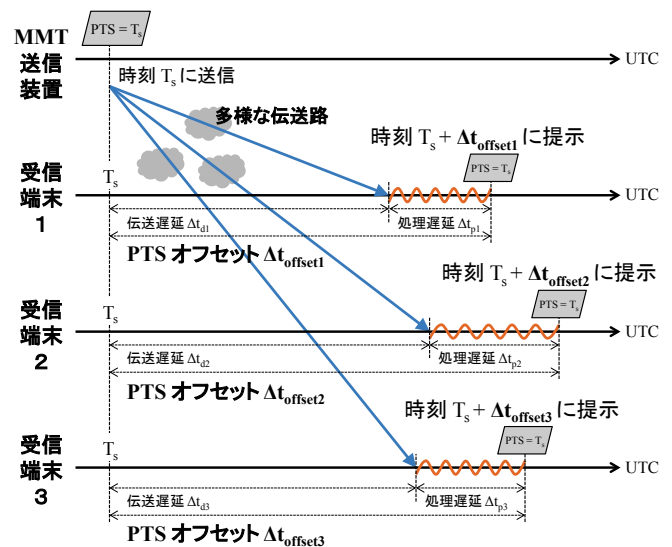 MMT
送信
装置
PTS = Ts
UTC
時刻 Ts に送信
多様な伝送路
時刻 Ts + Δtoffset1 に提示
PTS = Ts
受信
端末
1
Ts
UTC
伝送遅延 Δtd1
処理遅延 Δtp1
PTS オフセット Δtoffset1
時刻 Ts + Δtoffset2 に提示
PTS = Ts
受信
端末
2
Ts
UTC
伝送遅延 Δtd2
処理遅延 Δtp2
PTS オフセット Δtoffset2
時刻 Ts + Δtoffset3 に提示
PTS = Ts
受信
端末
3
Ts
UTC
伝送遅延 Δtd3
処理遅延 Δtp3
PTS オフセット Δtoffset3